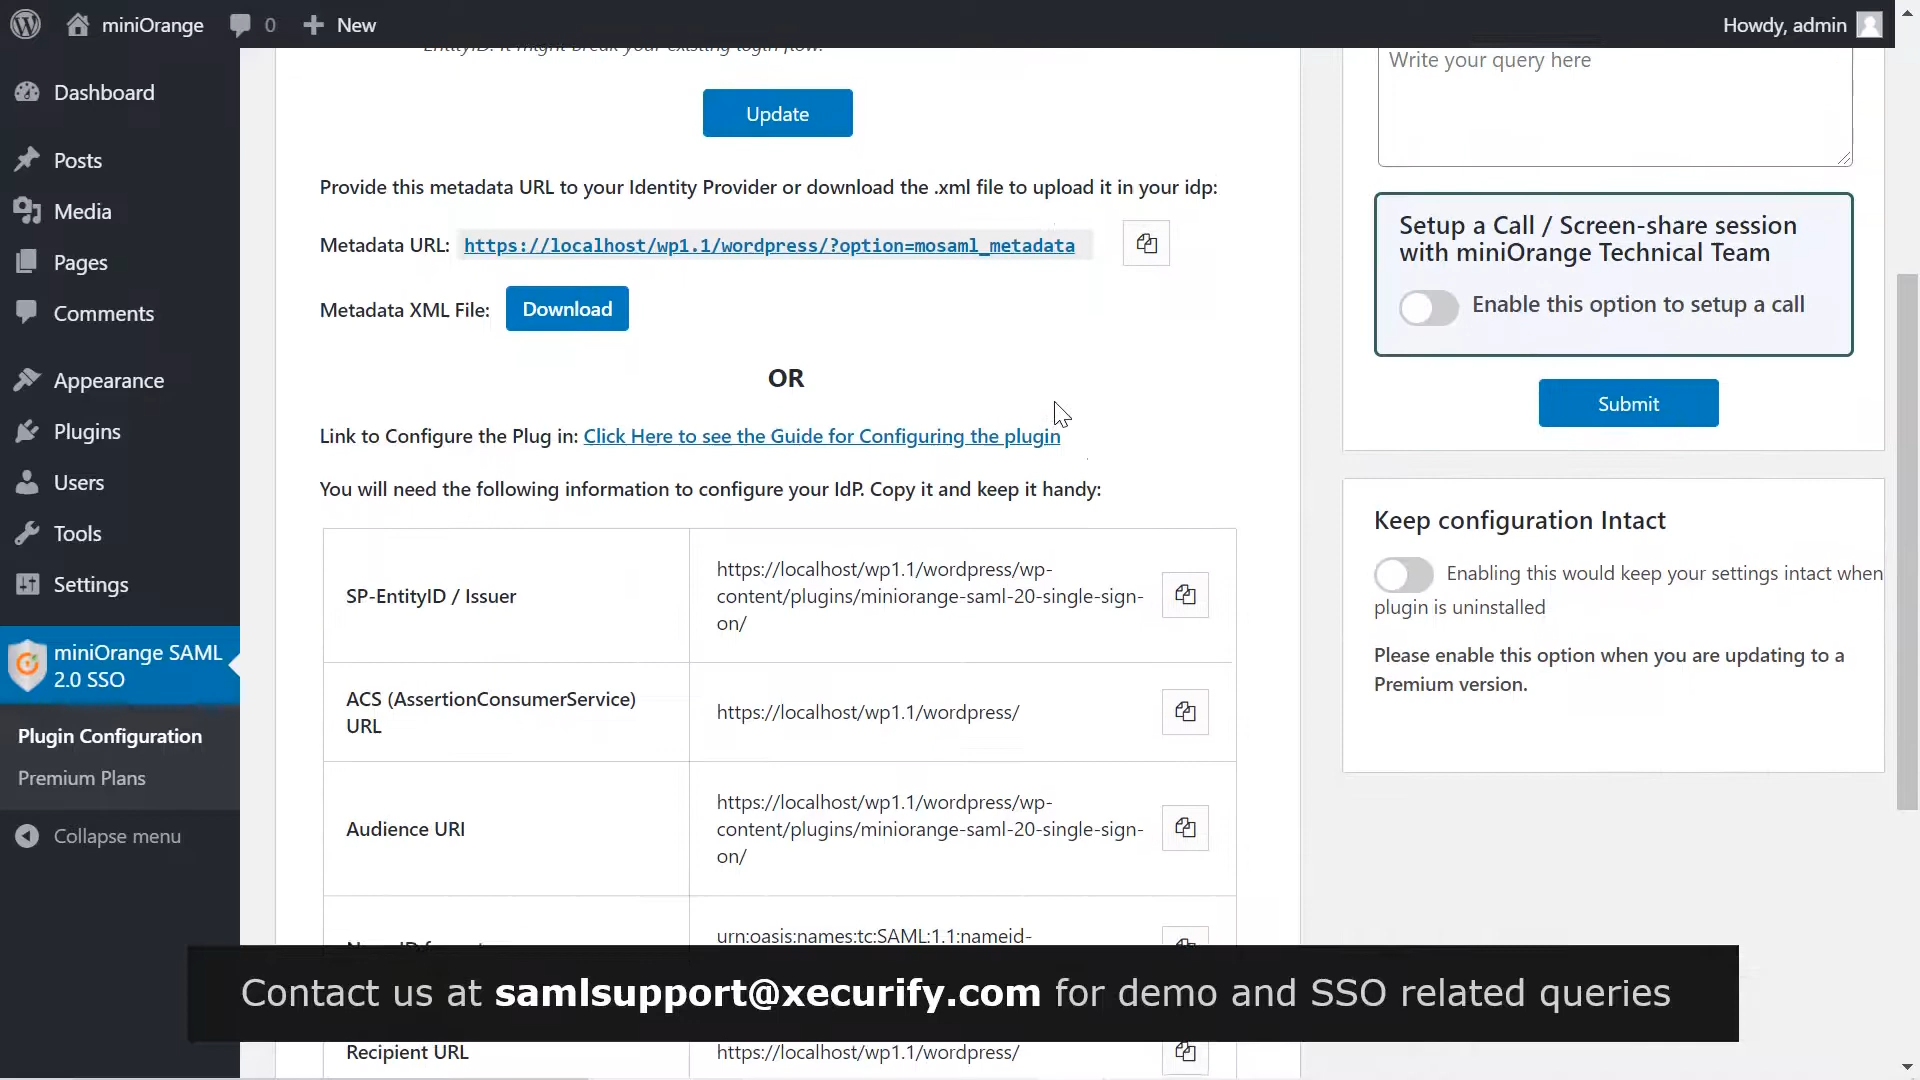 miniOrange
0
New
Howdy, admin
Dashboard
Posts
Media
Pages
Comments
Appearance
Plugins
Users
Tools
Settings
miniOrange SAML
2.0 SSO
Plugin Configuration
Premium Plans
Collapse menu
EntityID. It might break your existing login flow.
Update
Provide this metadata URL to your Identity Provider or download the .xml file to upload it in your idp:
Metadata URL: https://localhost/wp1.1/wordpress/?option=mosaml_metadata
Metadata XML File: Download
OR
Link to Configure the Plug in: Click Here to see the Guide for Configuring the plugin
You will need the following information to configure your IdP. Copy it and keep it handy:
SP-EntityID / Issuer
https://localhost/wp1.1/wordpress/wp-
content/plugins/miniorange-saml-20-single-sign-
on/
ACS (AssertionConsumerService)
URL
https://localhost/wp1.1/wordpress/
Audience URI
https://localhost/wp1.1/wordpress/wp-
content/plugins/miniorange-saml-20-single-sign-
on/
urn:oasis:names:tc:SAML:1.1:nameid-
Recipient URL
https://localhost/wp1.1/wordpress/
Write your query here
Setup a Call / Screen-share session
with miniOrange Technical Team
Enable this option to setup a call
Submit
Keep configuration Intact
Enabling this would keep your settings intact when
plugin is uninstalled
Please enable this option when you are updating to a
Premium version.
Contact us at samlsupport@xecurify.com for demo and SSO related queries